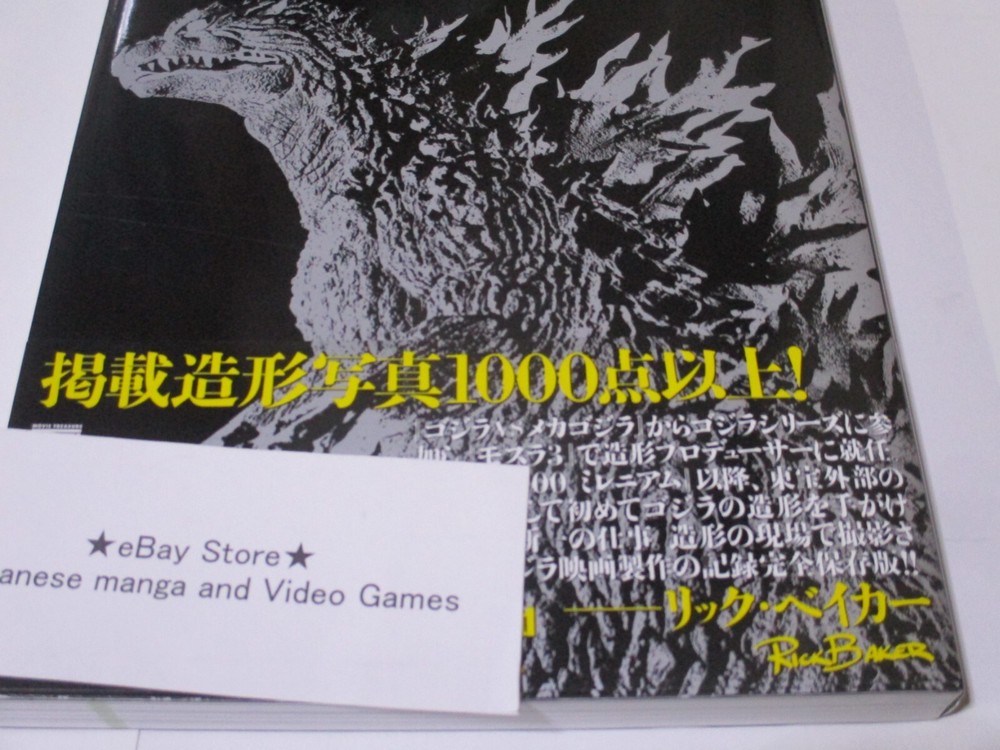 掲載造形写真1000点以上!
MOVIE TREASURE
ゴジラVSメカゴジラ」からゴジラシリーズに参
モスラ3」で造形プロデューサーに就任
00 ミレニアム」以降、東宝外部の
して初めてゴジラの造形を手がけ
の仕事 造形の現場で撮影さ
ラ映画製作の記録完全保存版!!
リック・ベイカー
RICK BAKER
★eBay Store★
anese manga and Video Games